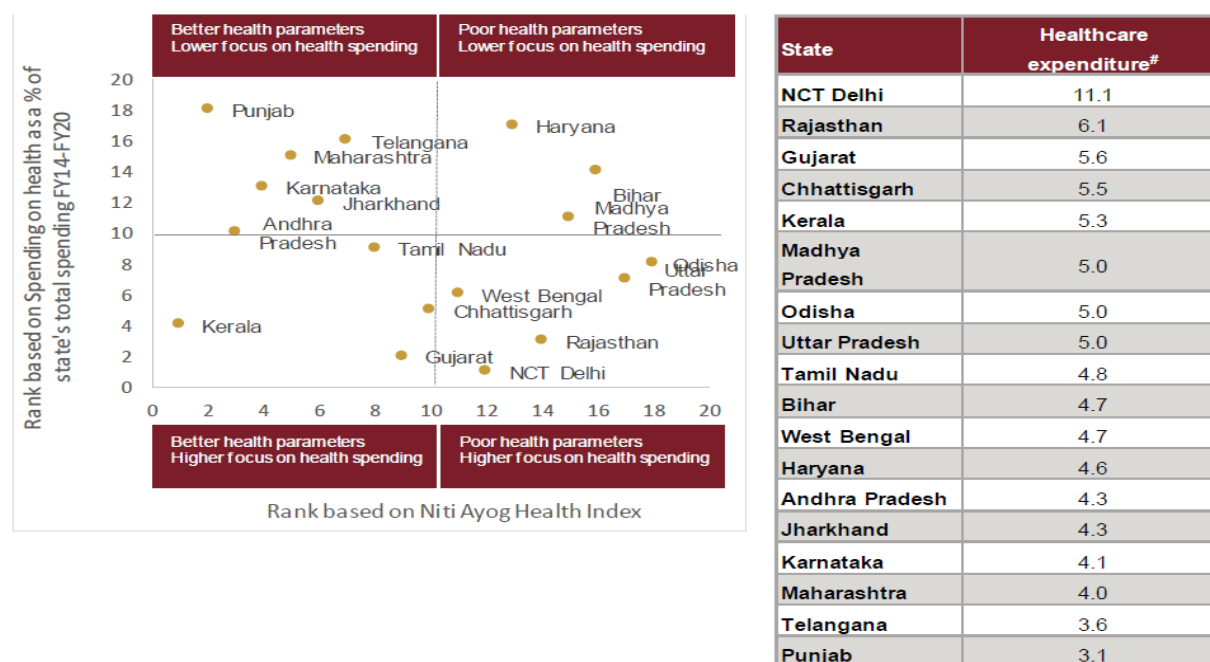 Better health parameters
Lower focus on health spending
Poor health parameters
Lower focus on health spending
Rank based on Spending on health as a % of
state's total spending FY14-FY20
20
18
16
14
12
10
8
6
4
2
0
Punjab
Telangana
Maharashtra
Karnataka
Jharkhand
Andhra
Pradesh
Tamil Nadu
Kerala
Haryana
Bihar
Madhya
Pradesh
Odisha
Uttar
Pradesh
West Bengal
Chhattisgarh
Rajasthan
Gujarat
NCT Delhi
0 2 4 6 8 10 12 14 16 18 20
Better health parameters
Higher focus on health spending
Poor health parameters
Higher focus on health spending
Rank based on Niti Ayog Health Index
State Healthcare
expenditure#
NCT Delhi 11.1
Rajasthan 6.1
Gujarat 5.6
Chhattisgarh 5.5
Kerala 5.3
Madhya
Pradesh 5.0
Odisha 5.0
Uttar Pradesh 5.0
Tamil Nadu 4.8
Bihar 4.7
West Bengal 4.7
Haryana 4.6
Andhra Pradesh 4.3
Jharkhand 4.3
Karnataka 4.1
Maharashtra 4.0
Telangana 3.6
Punjab 3.1